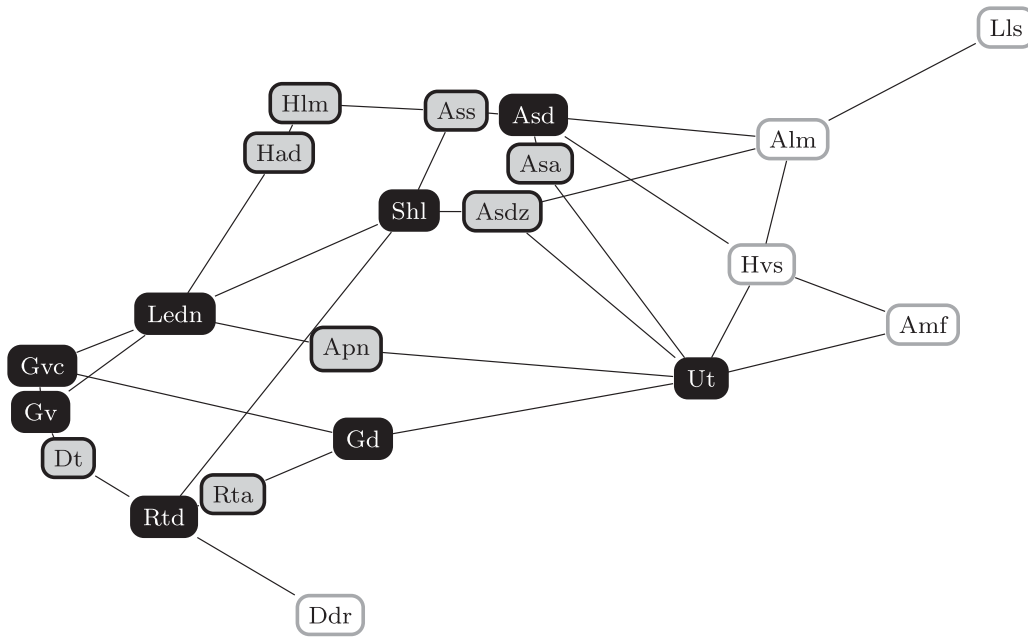 Lls
Hlm
Ass
Asd
Alm
Had
Asa
Shl
Asdz
Hvs
Ledn
Amf
Apn
Gvc
Ut
Gv
Gd
Dt
Rta
Rtd
Ddr